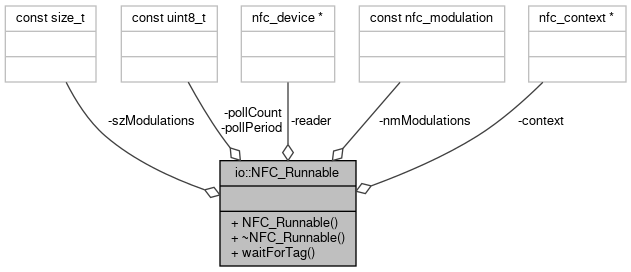 const size_t
const uint8_t
nfc_device *
const nfc_modulation
nfc_context *
-szModulations
-pollCount
-pollPeriod
-reader
-nmModulations
-context
io::NFC_Runnable
+ NFC_Runnable()
+ ~NFC_Runnable()
+ waitForTag()